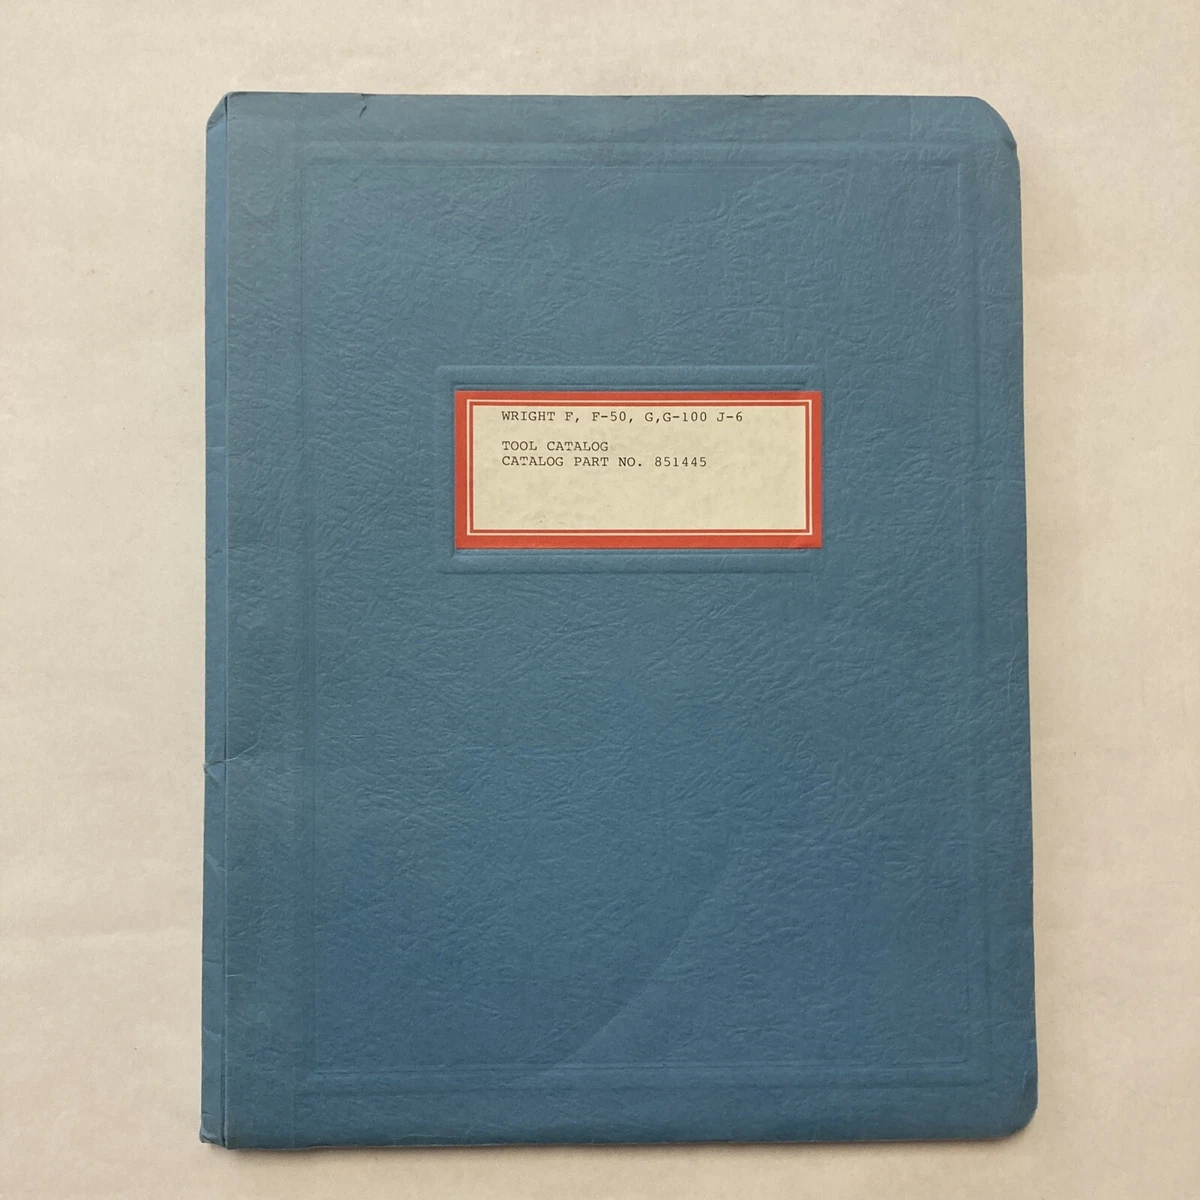 WRIGHT F, F-50, G,G-100 J-6
TOOL CATALOG
CATALOG PART NO. 851445